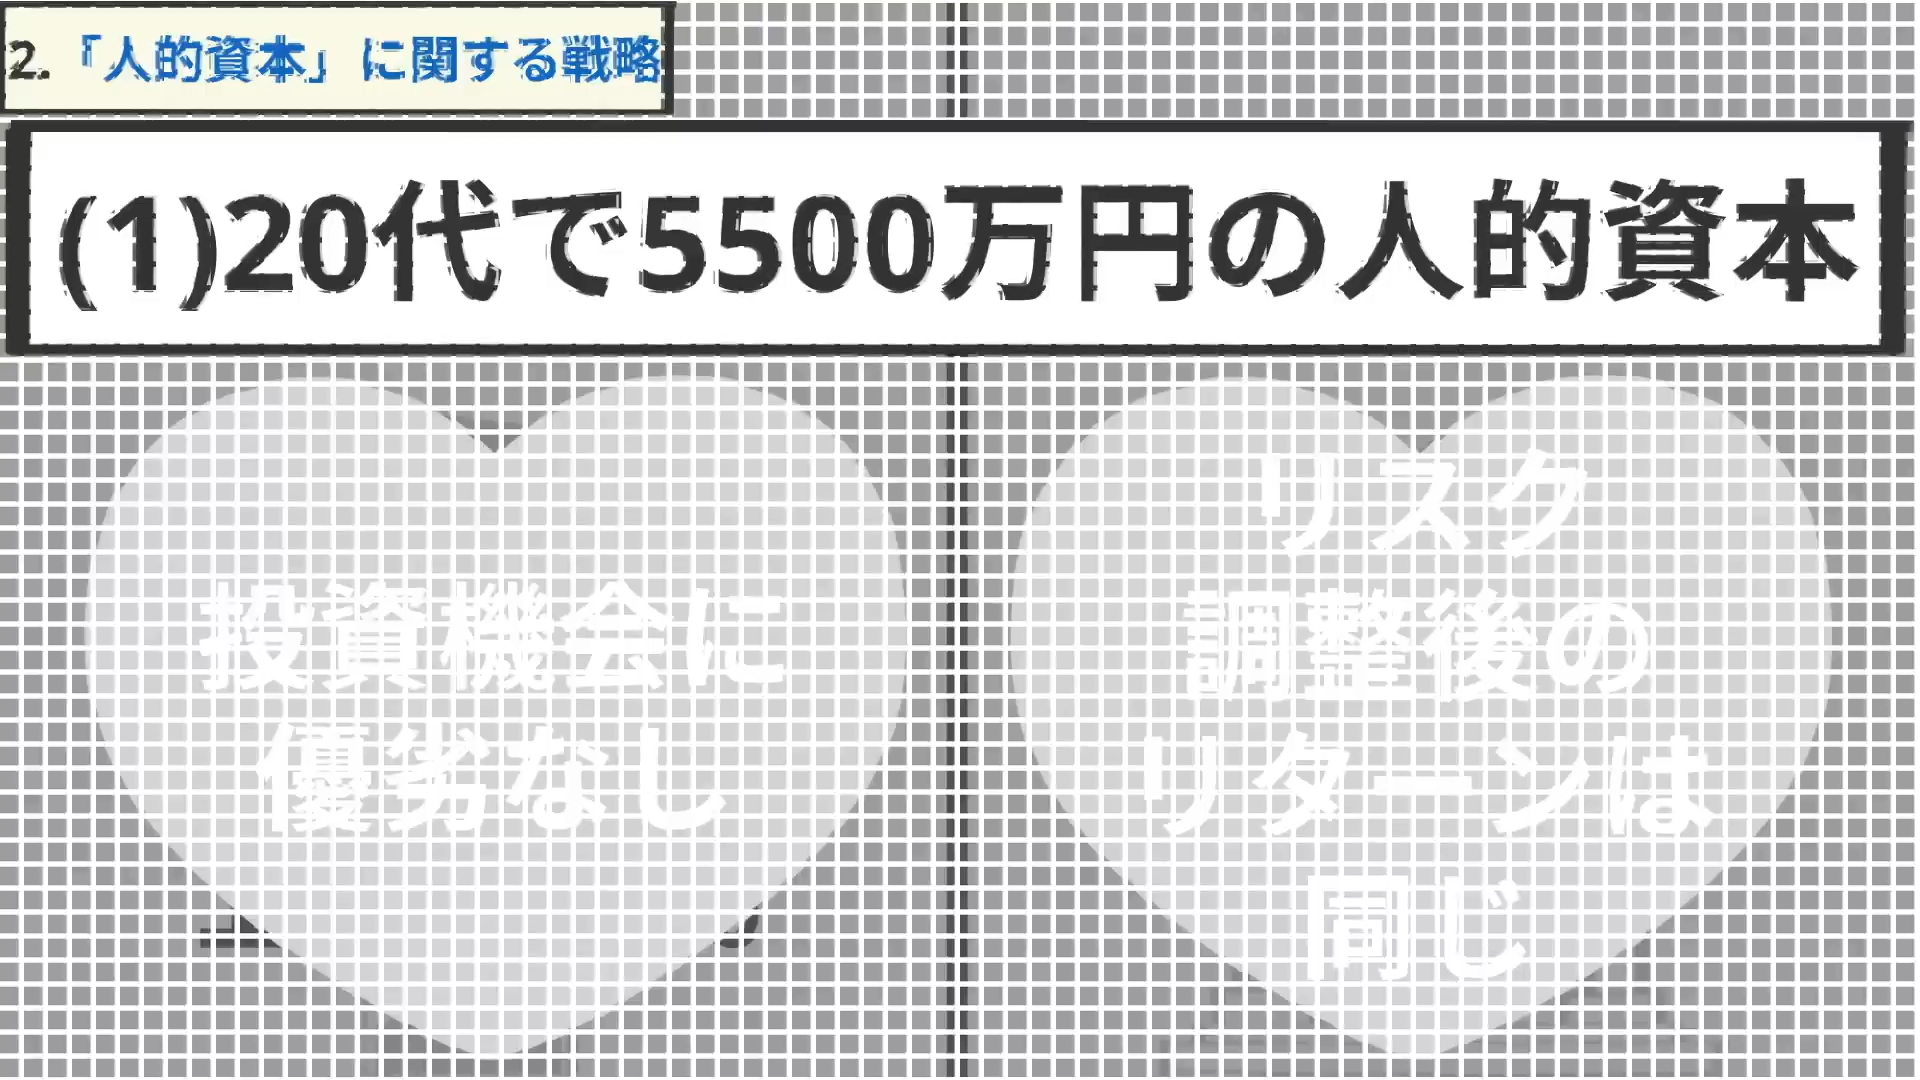 2.「人的資本」に関する戦略
(1)20代で5500万円の人的資本
投資機会に
優劣なし
リスク
調整後の
リターンは
同じ